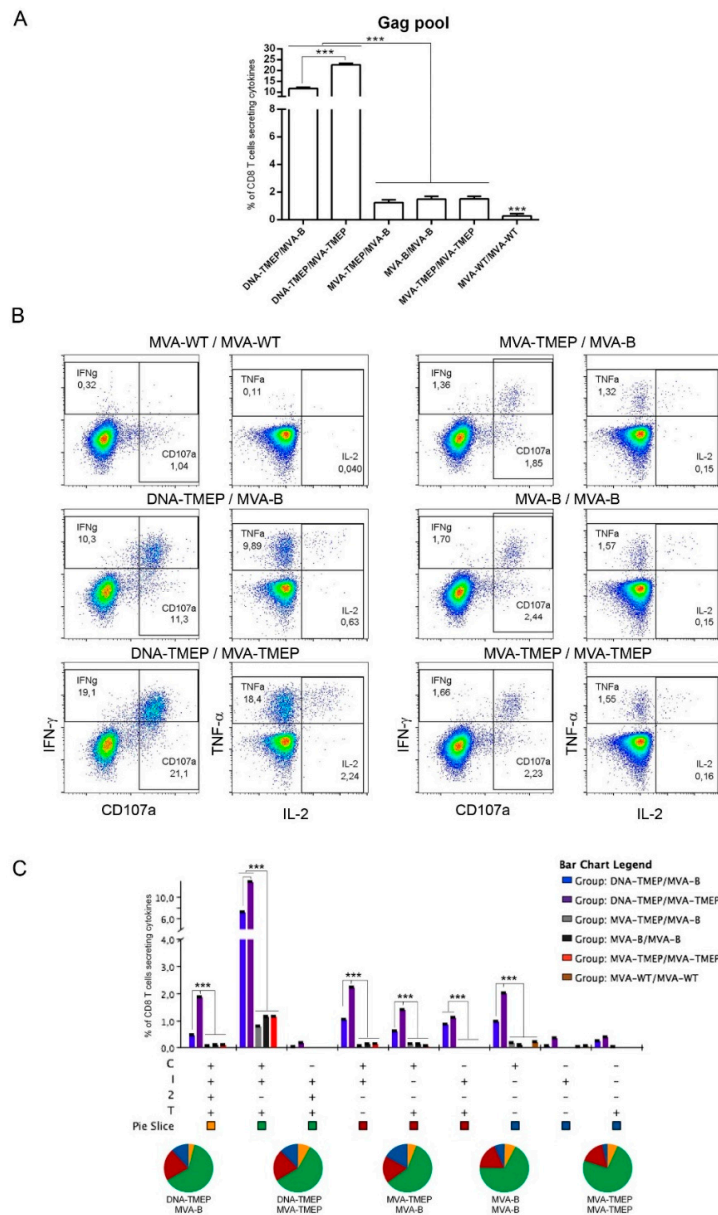 A
Gag pool
***
***
% of CD8 T cells secreting cytokines
30
25
20
15
10
8
6
4
2
0
***
DNA-TMEP/MVA-B
DNA-TMEP/MVA-TMEP
MVA-TMEP/MVA-B
MVA-B/MVA-B
MVA-TMEP/MVA-TMEP
MVA-WT/MVA-WT
B
MVA-WT / MVA-WT
IFNg
0,32
CD107a
1,04
TNFa
0,11
IL-2
0,040
MVA-TMEP / MVA-B
IFNg
1,36
CD107a
1,85
TNFa
1,32
IL-2
0,15
DNA-TMEP / MVA-B
IFNg
10,3
CD107a
11,3
TNFa
9,89
IL-2
0,63
MVA-B / MVA-B
IFNg
1,70
CD107a
2,44
TNFa
1,57
IL-2
0,15
DNA-TMEP / MVA-TMEP
IFNg
19,1
CD107a
21,1
TNFa
18,4
IL-2
2,24
MVA-TMEP / MVA-TMEP
IFNg
1,66
CD107a
2,23
TNFa
1,55
IL-2
0,16
IFN-γ
CD107a
TNF-α
IL-2
IFN-γ
CD107a
TNF-α
IL-2
C
% of CD8 T cells secreting cytokines
10,0
6,0
4,0
3,0
2,0
1,0
0,0
***
***
***
***
***
***
Bar Chart Legend
Group: DNA-TMEP/MVA-B
Group: DNA-TMEP/MVA-TMEP
Group: MVA-TMEP/MVA-B
Group: MVA-B/MVA-B
Group: MVA-TMEP/MVA-TMEP
Group: MVA-WT/MVA-WT
C + + - + + - + - -
I + + + + - + - + -
2 + - + - - - - - -
T + + + - + + - - +
Pie Slice
DNA-TMEP
MVA-B
DNA-TMEP
MVA-TMEP
MVA-TMEP
MVA-B
MVA-B
MVA-B
MVA-TMEP
MVA-TMEP